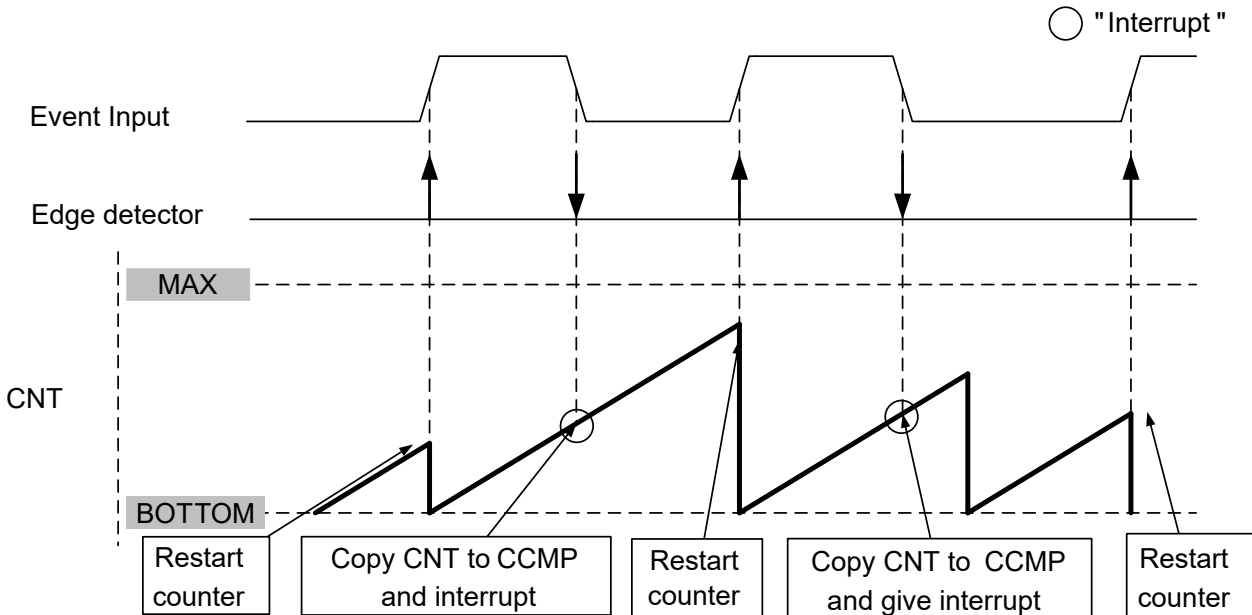 "Interrupt "
Event Input
Edge detector
MAX
CNT
BOTTOM
Restart
counter
Copy CNT to CCMP
and interrupt
Restart
counter
Copy CNT to  CCMP
and give interrupt
Restart
counter